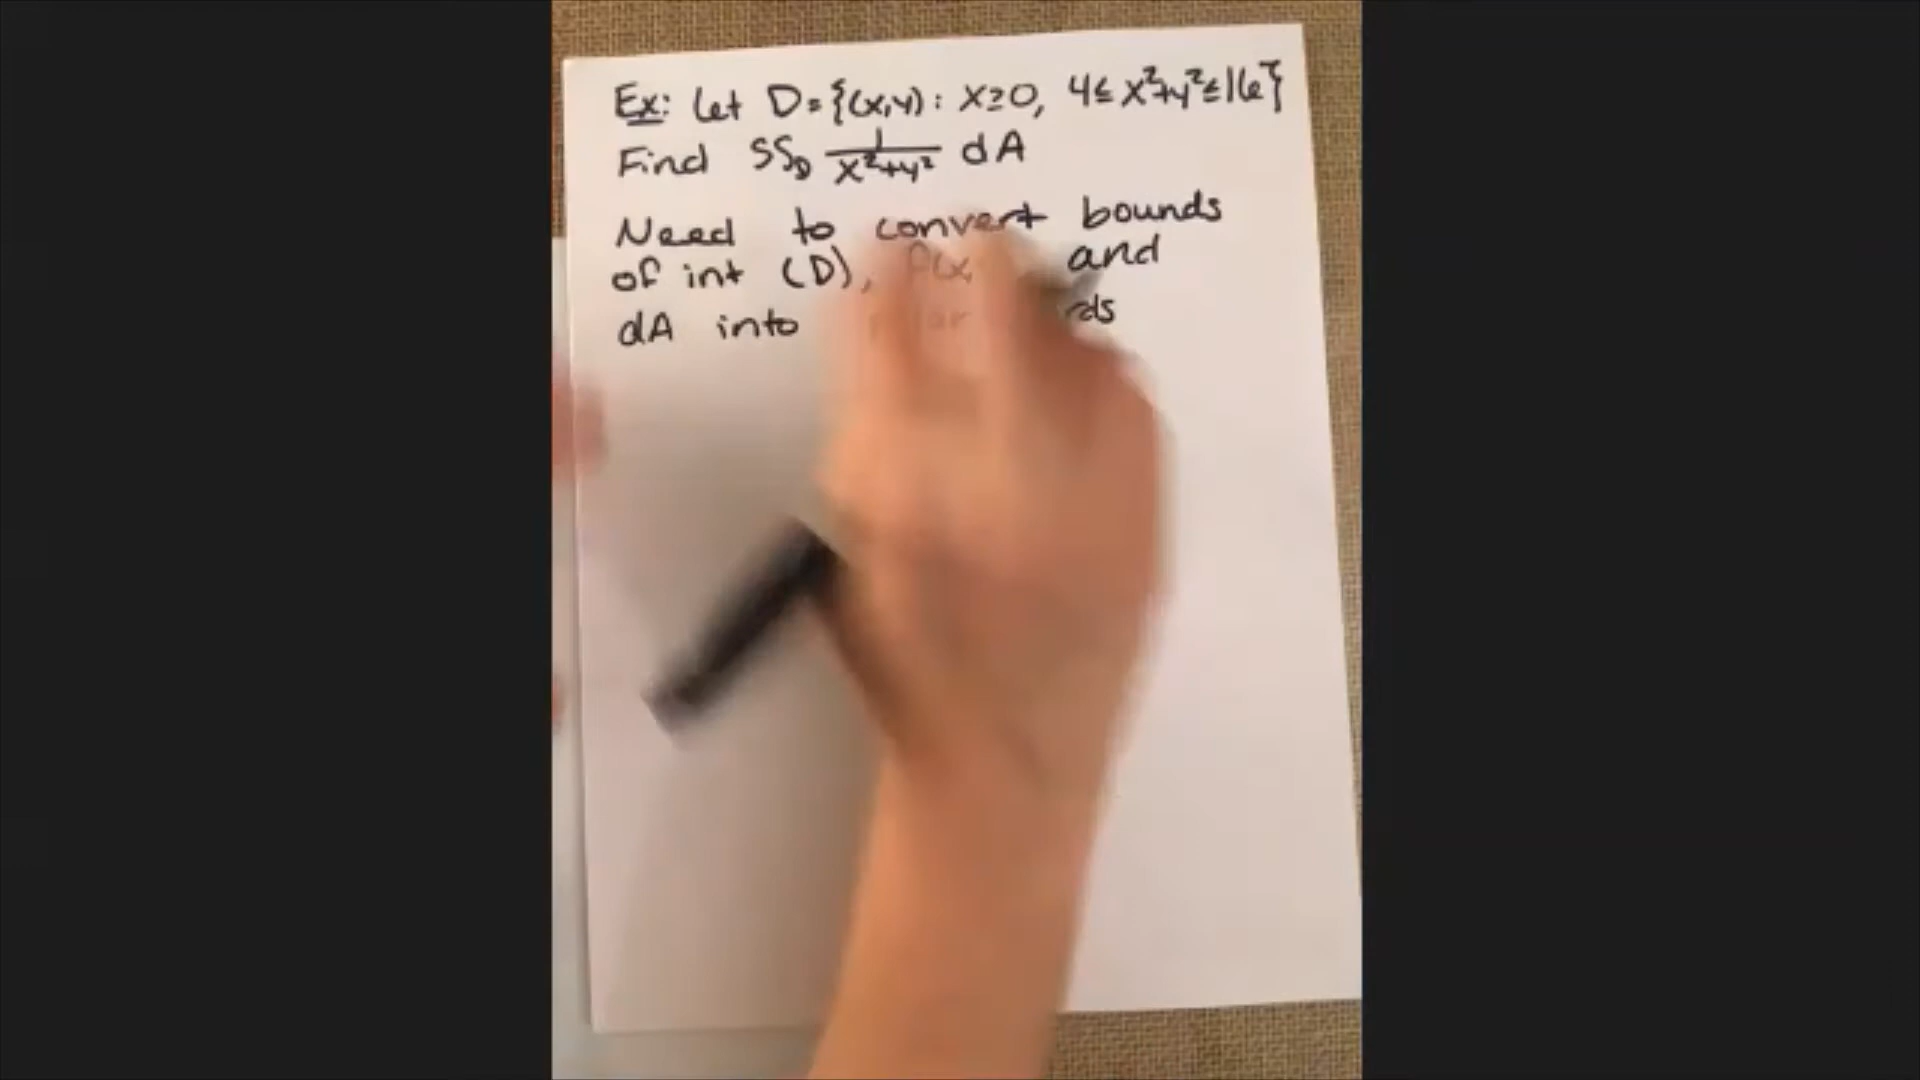 Ex: Let D = {(x,y): x≥0, 4≤ x²+y² ≤16}
Find SS_D 1/(x²+y²) dA
Need to convert bounds
of int (D), and
dA into